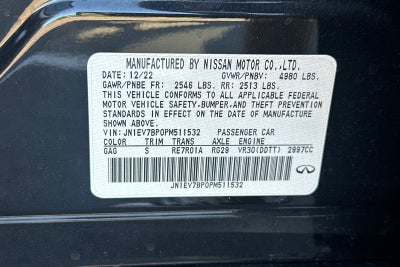 MANUFACTURED BY NISSAN MOTOR CO.,LTD.
DATE: 12/22 GVWR/PNBV: 4980 LBS.
GAWR/PNBE FR: 2546 LBS. RR: 2513 LBS.
THIS VEHICLE CONFORMS TO ALL APPLICABLE FEDERAL
MOTOR VEHICLE SAFETY,BUMPER,AND THEFT PREVENTION
STANDARDS IN EFFECT ON THE DATE OF MANUFACTURE
SHOWN ABOVE.
VIN: JN1EV7BP0PM511532 PASSENGER CAR
COLOR TRIM TRANS AXLE ENGINE
GAG S RE7R01A RG29 VR30(DDTT) 2997CC
JN1EV7BP0PM511532